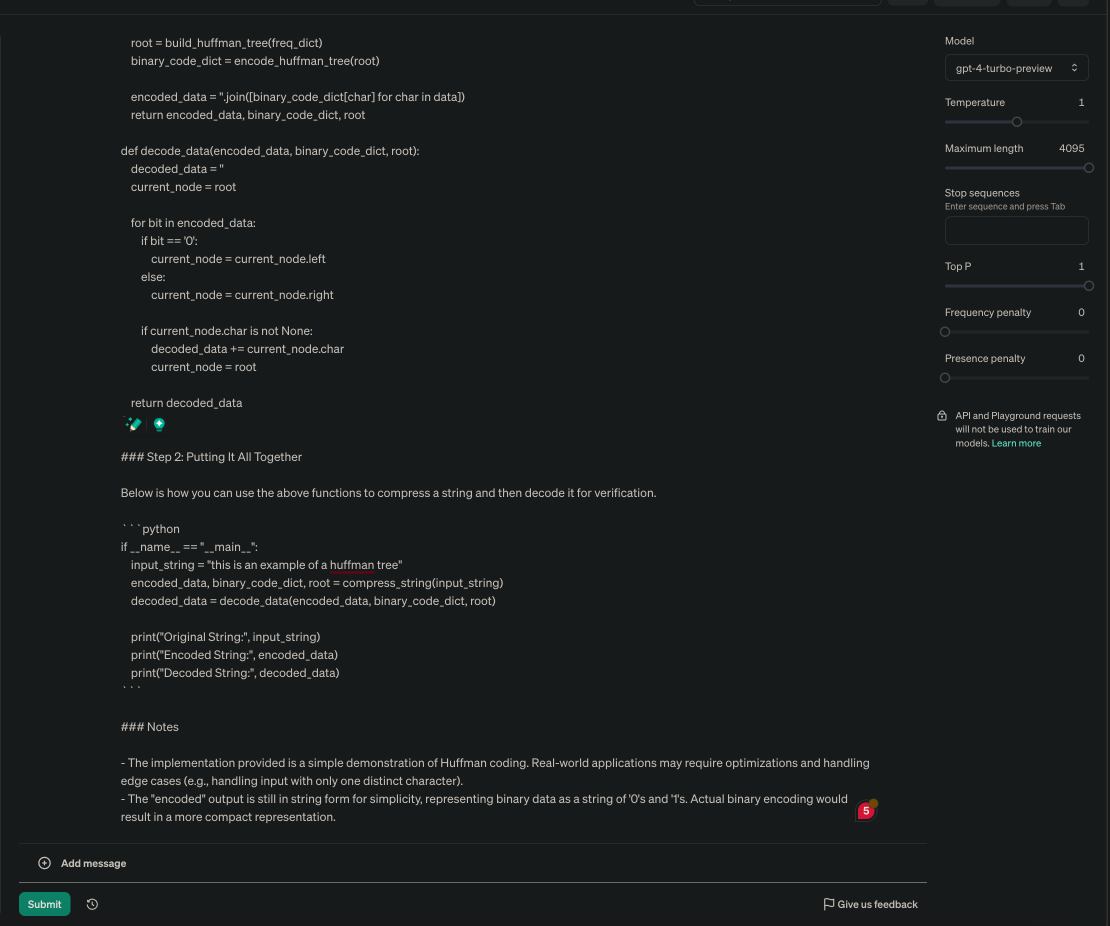 root = build_huffman_tree(freq_dict)
binary_code_dict = encode_huffman_tree(root)
encoded_data = ''.join([binary_code_dict[char] for char in data])
return encoded_data, binary_code_dict, root
def decode_data(encoded_data, binary_code_dict, root):
decoded_data = ''
current_node = root
for bit in encoded_data:
if bit == '0':
current_node = current_node.left
else:
current_node = current_node.right
if current_node.char is not None:
decoded_data += current_node.char
current_node = root
return decoded_data
### Step 2: Putting It All Together
Below is how you can use the above functions to compress a string and then decode it for verification.
```python
if __name__ == "__main__":
input_string = "this is an example of a huffman tree"
encoded_data, binary_code_dict, root = compress_string(input_string)
decoded_data = decode_data(encoded_data, binary_code_dict, root)
print("Original String:", input_string)
print("Encoded String:", encoded_data)
print("Decoded String:", decoded_data)
```
### Notes
- The implementation provided is a simple demonstration of Huffman coding. Real-world applications may require optimizations and handling
edge cases (e.g., handling input with only one distinct character).
- The "encoded" output is still in string form for simplicity, representing binary data as a string of '0's and '1's. Actual binary encoding would
result in a more compact representation.
5
Add message
Submit
Give us feedback
Model
gpt-4-turbo-preview
Temperature 1
Maximum length 4095
Stop sequences
Enter sequence and press Tab
Top P 1
Frequency penalty 0
Presence penalty 0
API and Playground requests
will not be used to train our
models. Learn more